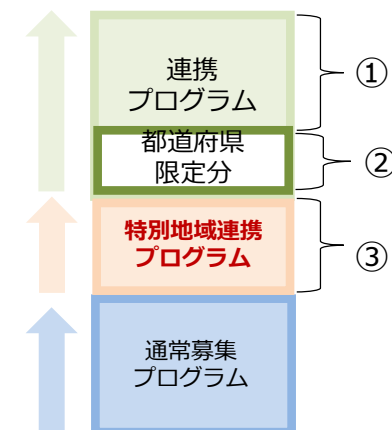 連携
プログラム
①
都道府県
限定分
②
特別地域連携
プログラム
③
通常募集
プログラム